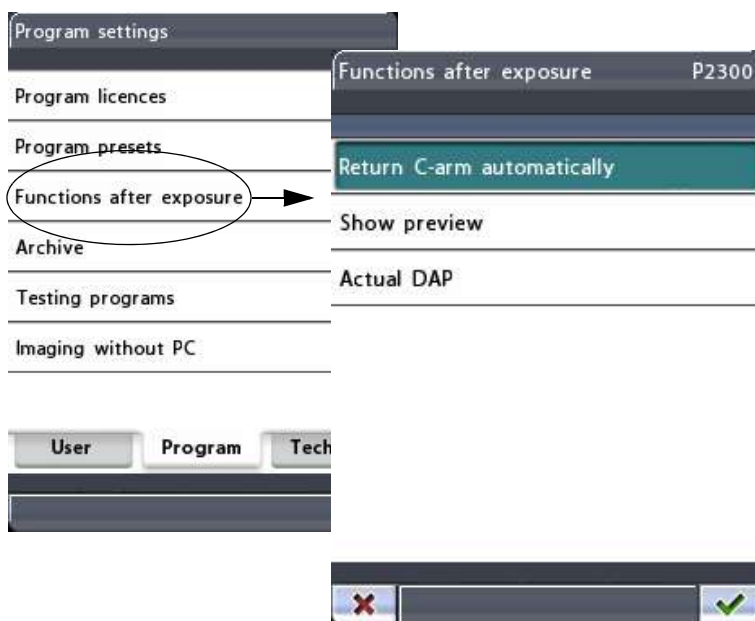 Program settings
Program licences
Program presets
Functions after exposure
Archive
Testing programs
Imaging without PC
User Program Tech
Functions after exposure P2300
Return C-arm automatically
Show preview
Actual DAP